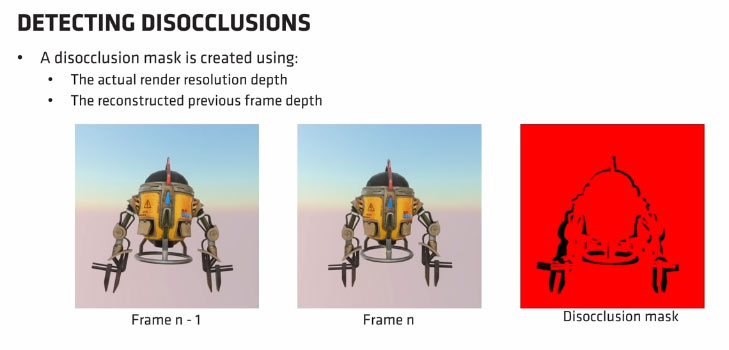 DETECTING DISOCCLUSIONS
• A disocclusion mask is created using:
• The actual render resolution depth
• The reconstructed previous frame depth
Frame n - 1
Frame n
Disocclusion mask